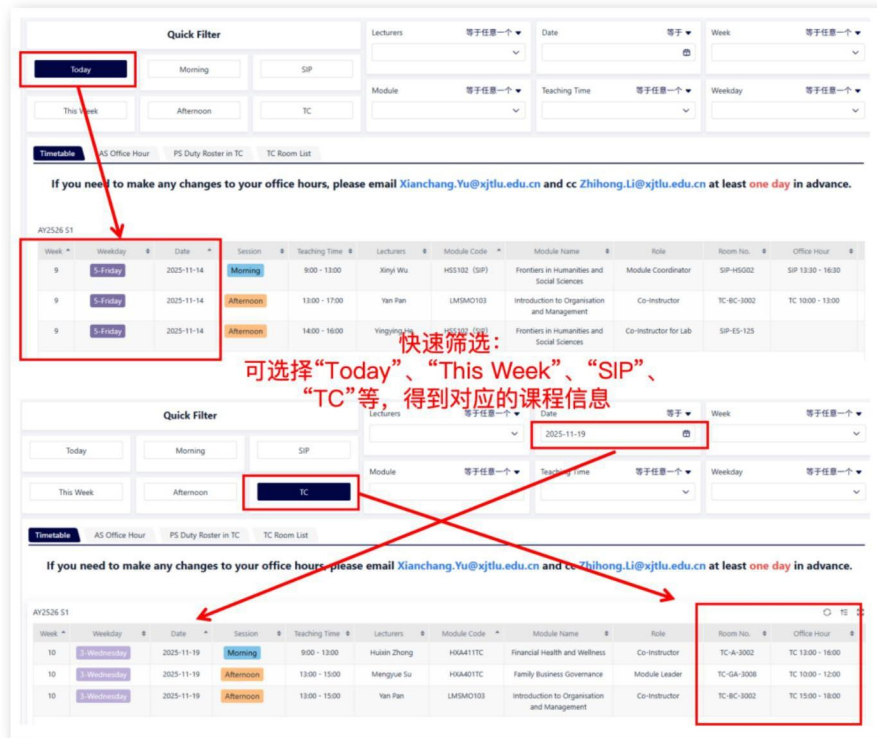 Quick Filter
Today
Morning
SIP
This Week
Afternoon
TC
Lecturers 等于任意一个
Date 等于
Week 等于任意一个
Module 等于任意一个
Teaching Time 等于任意一个
Weekday 等于任意一个
Timetable AS Office Hour PS Duty Roster in TC TC Room List
If you need to make any changes to your office hours, please email Xianchang.Yu@xjtlu.edu.cn and cc Zhihong.Li@xjtlu.edu.cn at least one day in advance.
AY2526 S1
Week Weekday Date Session Teaching Time Lecturers Module Code Module Name Role Room No. Office Hour
9 5-Friday 2025-11-14 Morning 9:00 - 13:00 Xinyi Wu HSS102 (SIP) Frontiers in Humanities and Social Sciences Module Coordinator SIP-HSG02 SIP 13:30 - 16:30
9 5-Friday 2025-11-14 Afternoon 13:00 - 17:00 Yan Pan LMSMO103 Introduction to Organisation and Management Co-Instructor TC-BC-3002 TC 10:00 - 13:00
9 5-Friday 2025-11-14 Afternoon 14:00 - 16:00 Yingying He HSS102 (SIP) Frontiers in Humanities and Social Sciences Co-Instructor for Lab SIP-ES-125
快速筛选：
可选择“Today”、“This Week”、“SIP”、
“TC”等，得到对应的课程信息
Quick Filter
Today
Morning
SIP
This Week
Afternoon
TC
Lecturers 等于任意一个
Date 等于
2025-11-19
Week 等于任意一个
Module 等于任意一个
Teaching Time 等于任意一个
Weekday 等于任意一个
Timetable AS Office Hour PS Duty Roster in TC TC Room List
If you need to make any changes to your office hours, please email Xianchang.Yu@xjtlu.edu.cn and cc Zhihong.Li@xjtlu.edu.cn at least one day in advance.
AY2526 S1
Week Weekday Date Session Teaching Time Lecturers Module Code Module Name Role Room No. Office Hour
10 3-Wednesday 2025-11-19 Morning 9:00 - 13:00 Huixin Zhong HXA411TC Financial Health and Wellness Co-Instructor TC-A-3002 TC 13:00 - 16:00
10 3-Wednesday 2025-11-19 Afternoon 13:00 - 15:00 Mengyue Su HXA401TC Family Business Governance Module Leader TC-GA-3008 TC 10:00 - 12:00
10 3-Wednesday 2025-11-19 Afternoon 13:00 - 15:00 Yan Pan LMSMO103 Introduction to Organisation and Management Co-Instructor TC-BC-3002 TC 15:00 - 18:00